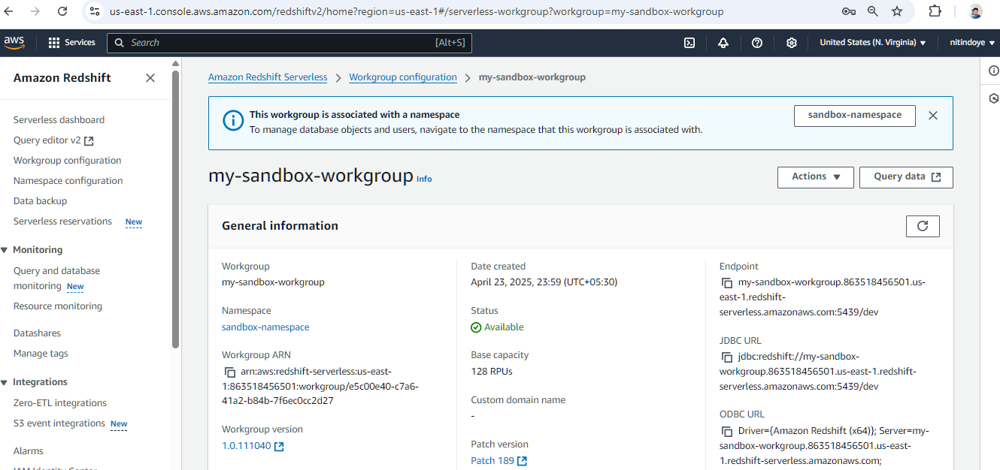 us-east-1.console.aws.amazon.com/redshiftv2/home?region=us-east-1#/serverless-workgroup?workgroup=my-sandbox-workgroup
aws
Services
Search
[Alt+S]
United States (N. Virginia)
nitindoye
Amazon Redshift
Serverless dashboard
Query editor v2
Workgroup configuration
Namespace configuration
Data backup
Serverless reservations New
Monitoring
Query and database
monitoring New
Resource monitoring
Datashares
Manage tags
Integrations
Zero-ETL integrations
S3 event integrations New
Alarms
IAM Identity Center
Amazon Redshift Serverless
Workgroup configuration
my-sandbox-workgroup
This workgroup is associated with a namespace
To manage database objects and users, navigate to the namespace that this workgroup is associated with.
sandbox-namespace
my-sandbox-workgroup Info
Actions
Query data
General information
Workgroup
my-sandbox-workgroup
Namespace
sandbox-namespace
Workgroup ARN
arn:aws:redshift-serverless:us-east-
1:863518456501:workgroup/e5c00e40-c7a6-
41a2-b84b-7f6ec0cc2d27
Workgroup version
1.0.111040
Date created
April 23, 2025, 23:59 (UTC+05:30)
Status
Available
Base capacity
128 RPUs
Custom domain name
-
Patch version
Patch 189
Endpoint
my-sandbox-workgroup.863518456501.us-
east-1.redshift-
serverless.amazonaws.com:5439/dev
JDBC URL
jdbc:redshift://my-sandbox-
workgroup.863518456501.us-east-1.redshift-
serverless.amazonaws.com:5439/dev
ODBC URL
Driver={Amazon Redshift (x64)}; Server=my-
sandbox-workgroup.863518456501.us-east-
1.redshift-serverless.amazonaws.com;